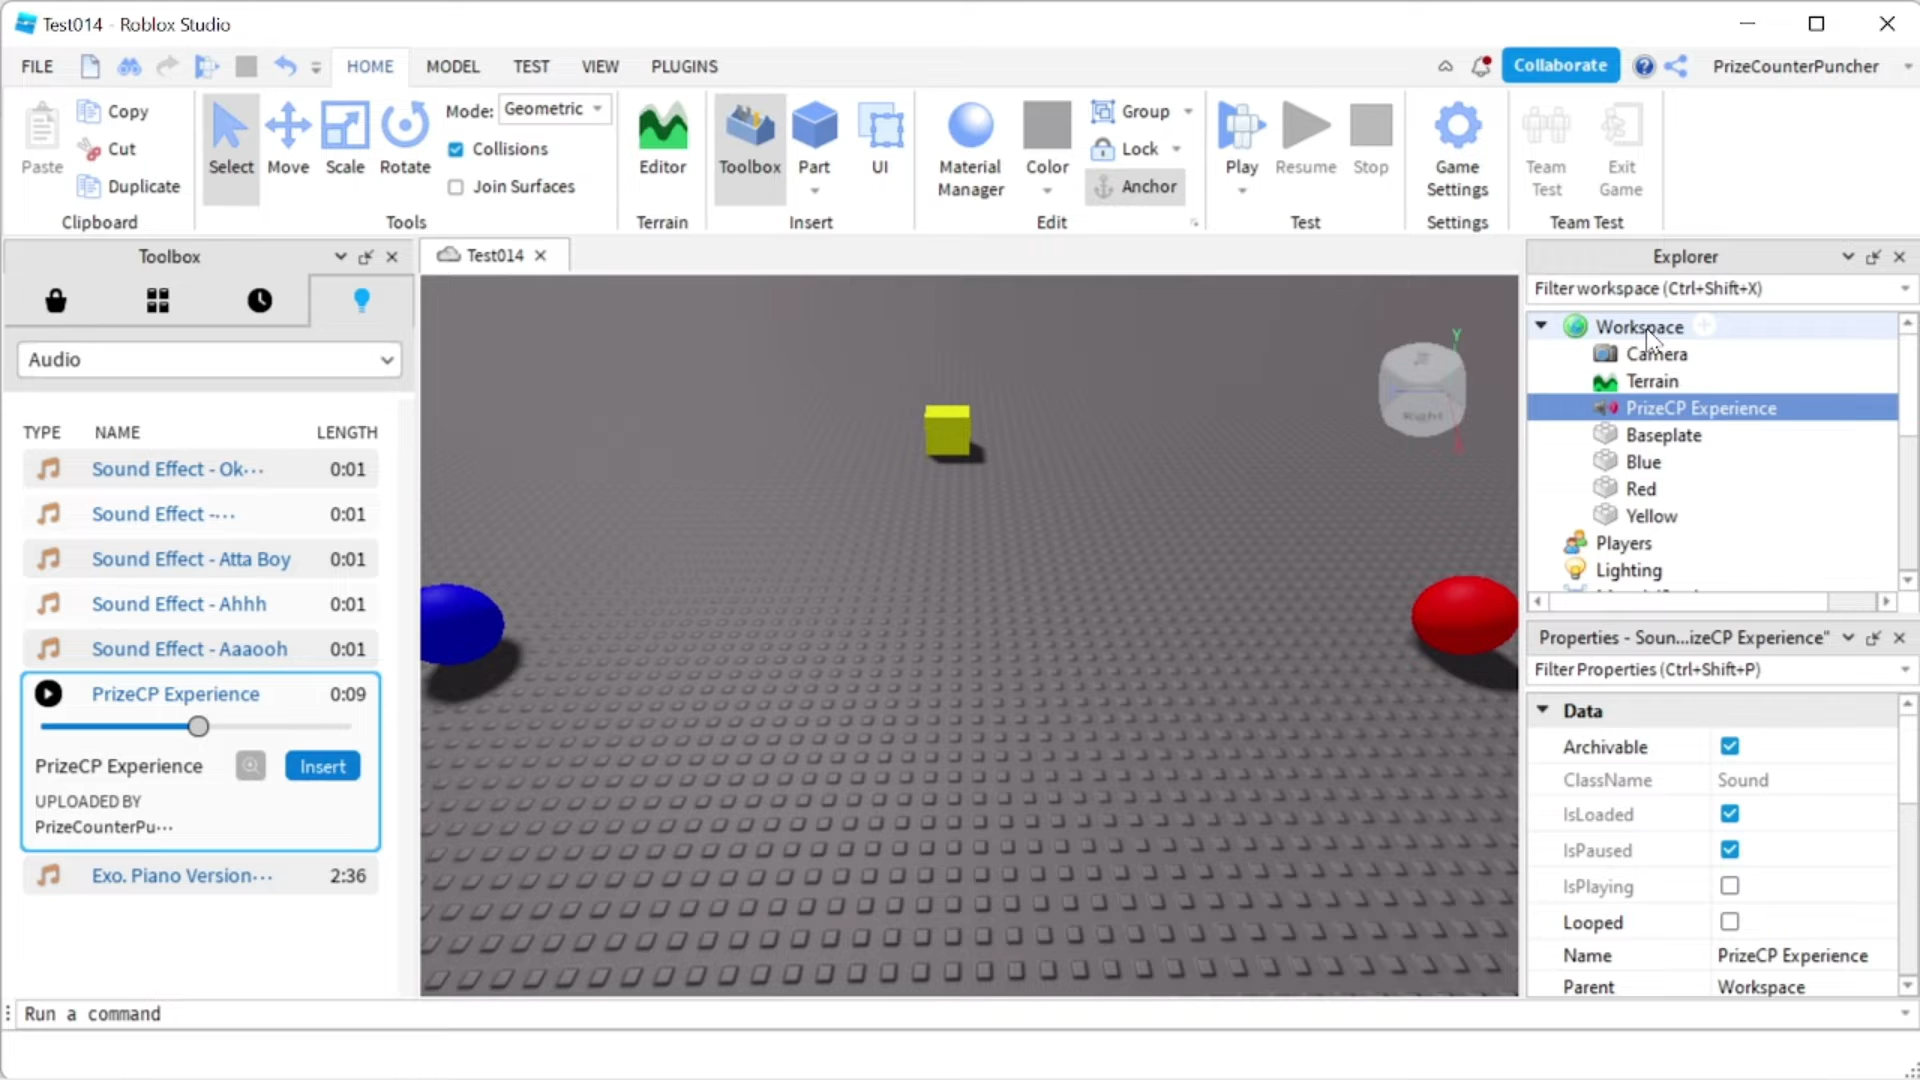 Test014 - Roblox Studio
FILE HOME MODEL TEST VIEW PLUGINS Collaborate PrizeCounterPuncher
Paste
Copy
Cut
Duplicate
Clipboard
Select Move Scale Rotate
Mode: Geometric
Collisions
Join Surfaces
Tools
Editor
Terrain
Toolbox Part UI
Insert
Material
Manager
Color
Group
Lock
Anchor
Edit
Play Resume Stop
Test
Game
Settings
Settings
Team
Test
Exit
Game
Team Test
Toolbox
Audio
TYPE NAME LENGTH
Sound Effect - Ok··· 0:01
Sound Effect -··· 0:01
Sound Effect - Atta Boy 0:01
Sound Effect - Ahhh 0:01
Sound Effect - Aaaooh 0:01
PrizeCP Experience 0:09
PrizeCP Experience Insert
UPLOADED BY
PrizeCounterPu···
Exo. Piano Version··· 2:36
Test014
Y
Right
Explorer
Filter workspace (Ctrl+Shift+X)
Workspace
Camera
Terrain
PrizeCP Experience
Baseplate
Blue
Red
Yellow
Players
Lighting
Properties - Soun...izeCP Experience"
Filter Properties (Ctrl+Shift+P)
Data
Archivable
ClassName Sound
IsLoaded
IsPaused
IsPlaying
Looped
Name PrizeCP Experience
Parent Workspace
Run a command